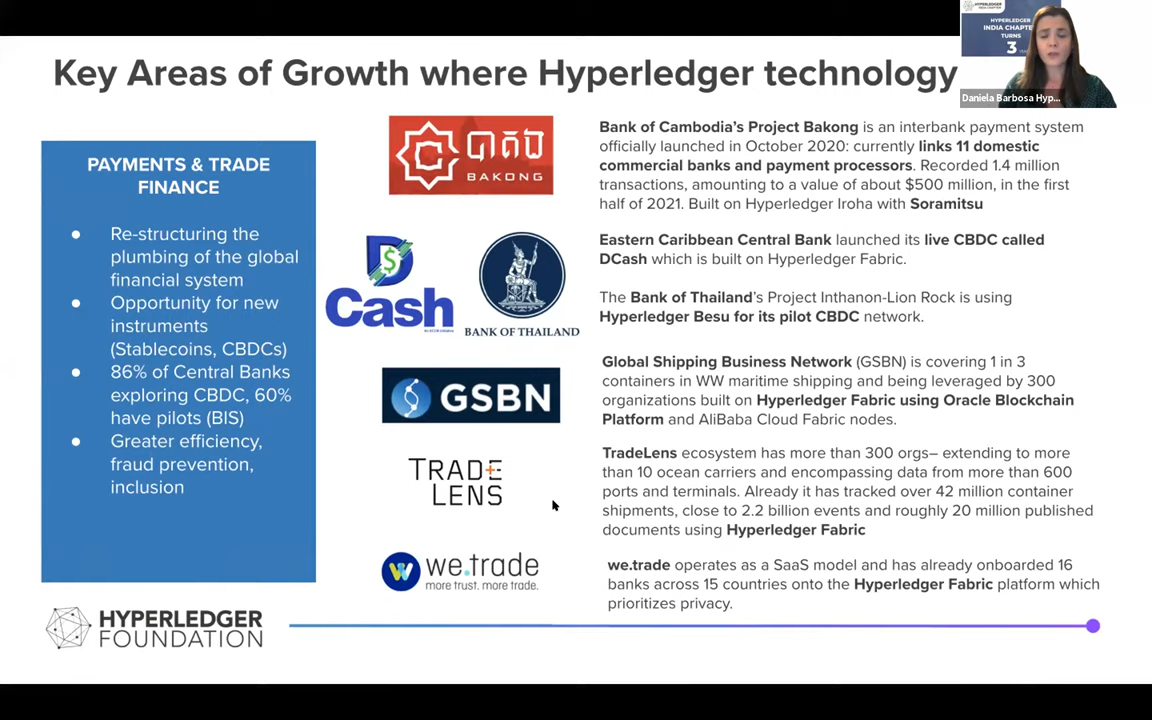 HYPERLEDGER
INDIA CHAPTE
TURNS
3
Daniela Barbosa Hyp...
Key Areas of Growth where Hyperledger technology
PAYMENTS & TRADE
FINANCE
Re-structuring the
plumbing of the global
financial system
Opportunity for new
instruments
(Stablecoins, CBDCs)
86% of Central Banks
exploring CBDC, 60%
have pilots (BIS)
Greater efficiency,
fraud prevention,
inclusion
បាគង
BAKONG
Bank of Cambodia's Project Bakong is an interbank payment system
officially launched in October 2020: currently links 11 domestic
commercial banks and payment processors. Recorded 1.4 million
transactions, amounting to a value of about $500 million, in the first
half of 2021. Built on Hyperledger Iroha with Soramitsu
D
$
Cash
BANK OF THAILAND
Eastern Caribbean Central Bank launched its live CBDC called
DCash which is built on Hyperledger Fabric.
The Bank of Thailand's Project Inthanon-Lion Rock is using
Hyperledger Besu for its pilot CBDC network.
GSBN
Global Shipping Business Network (GSBN) is covering 1 in 3
containers in WW maritime shipping and being leveraged by 300
organizations built on Hyperledger Fabric using Oracle Blockchain
Platform and AliBaba Cloud Fabric nodes.
TRADE
LENS
TradeLens ecosystem has more than 300 orgs– extending to more
than 10 ocean carriers and encompassing data from more than 600
ports and terminals. Already it has tracked over 42 million container
shipments, close to 2.2 billion events and roughly 20 million published
documents using Hyperledger Fabric
w we.trade
more trust. more trade.
we.trade operates as a SaaS model and has already onboarded 16
banks across 15 countries onto the Hyperledger Fabric platform which
prioritizes privacy.
HYPERLEDGER
FOUNDATION